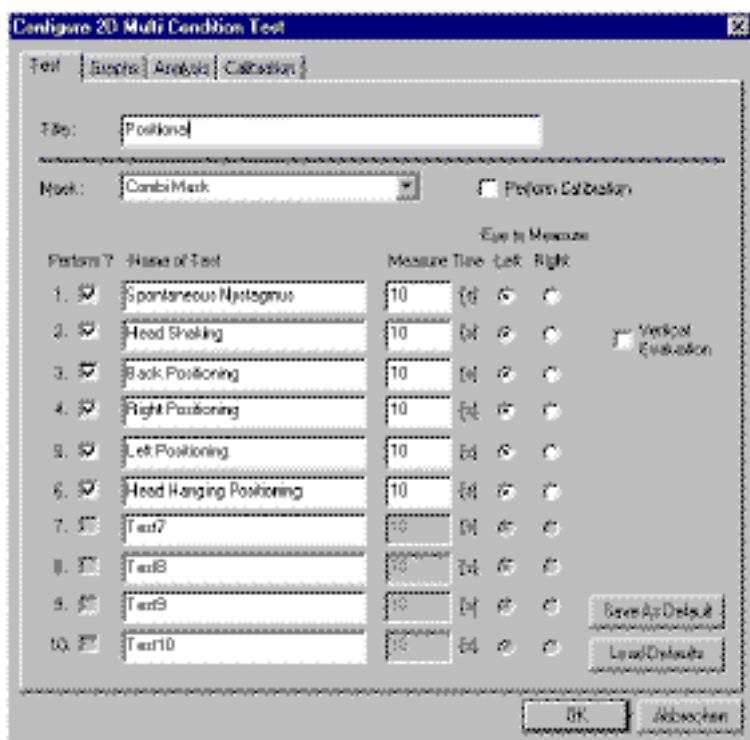 Configure 2D Multi Condition Test
Test Graphs Analysis Calibration
Title: Positional
Mask: CombiMask Perform Calibration
Eye to Measure
Perform ? Name of Test Measure Time Left Right
1. Spontaneous Nystagmus 10 [s]
2. Head Shaking 10 [s] Vertical Evaluation
3. Back Positioning 10 [s]
4. Right Positioning 10 [s]
5. Left Positioning 10 [s]
6. Head Hanging Positioning 10 [s]
7. Test7 10 [s]
8. Test8 10 [s]
9. Test9 10 [s]
Save As Default
10. Test10 10 [s]
Load Defaults
OK Abbrechen